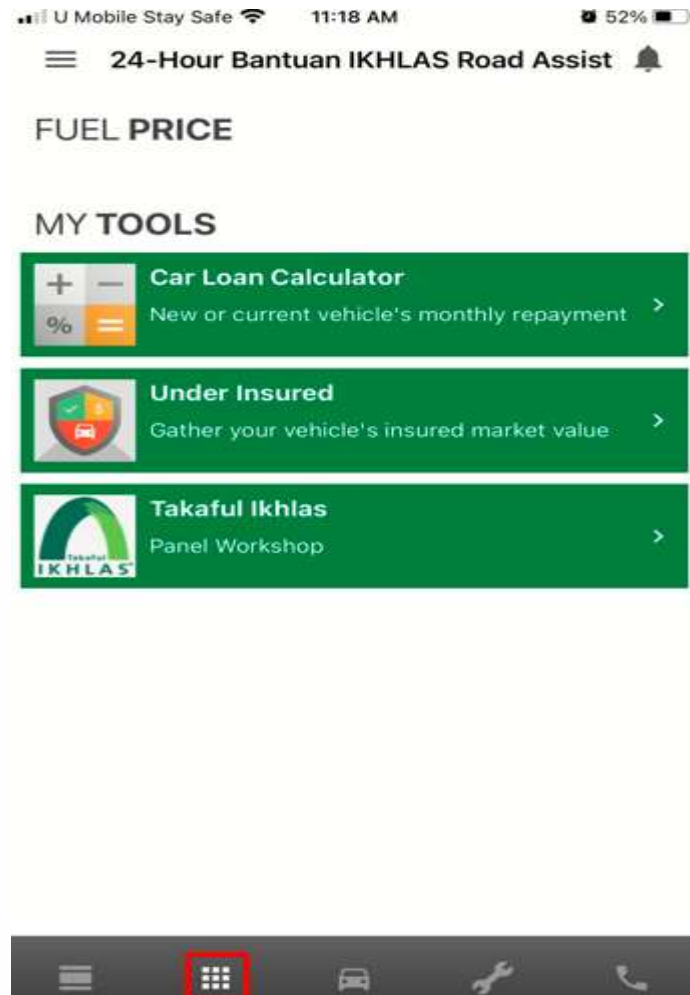 U Mobile Stay Safe 11:18 AM 52%
24-Hour Bantuan IKHLAS Road Assist
FUEL PRICE
MY TOOLS
+ −
% =
Car Loan Calculator
New or current vehicle's monthly repayment >
Under Insured
Gather your vehicle's insured market value >
Takaful Ikhlas
Panel Workshop >
Takaful
IKHLAS